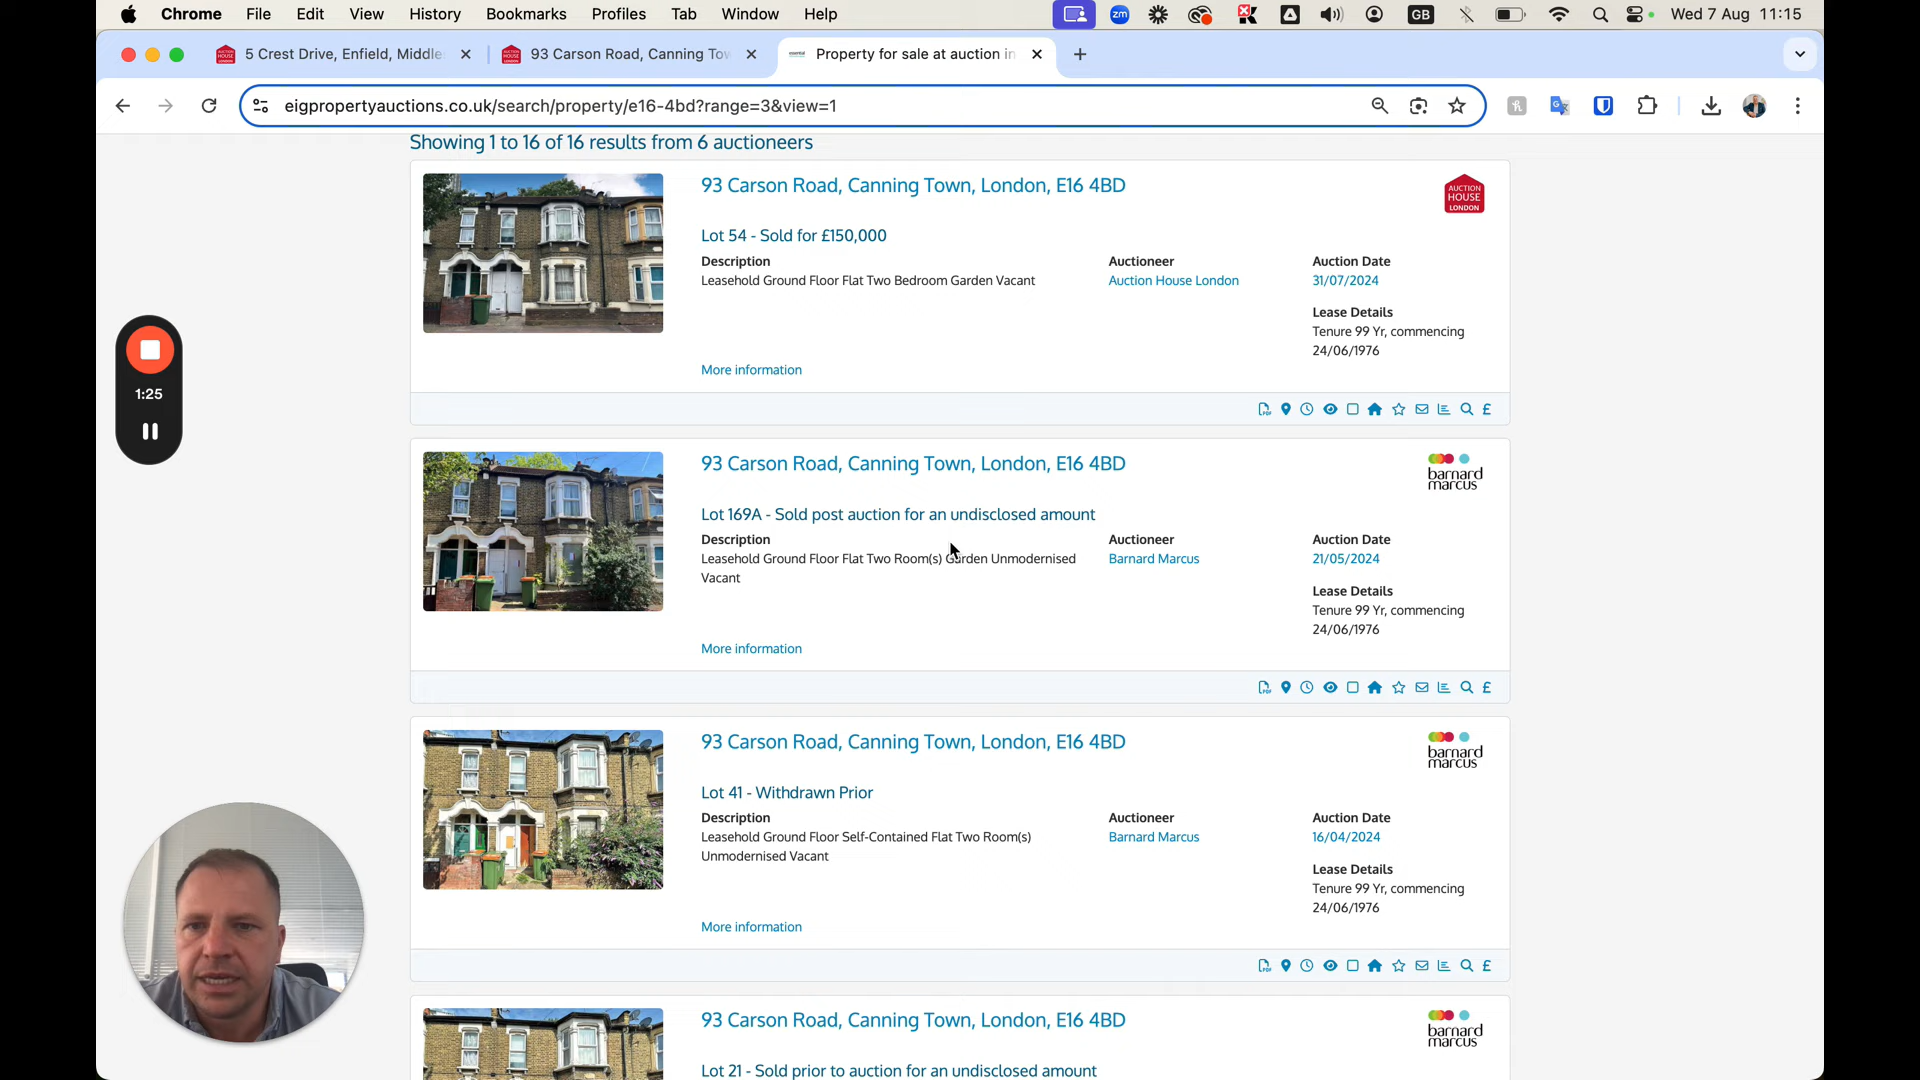 Chrome File Edit View History Bookmarks Profiles Tab Window Help zm GB Wed 7 Aug 11:15
5 Crest Drive, Enfield, Middle 93 Carson Road, Canning Tow Property for sale at auction in
eigpropertyauctions.co.uk/search/property/e16-4bd?range=3&view=1
Showing 1 to 16 of 16 results from 6 auctioneers
93 Carson Road, Canning Town, London, E16 4BD
AUCTION
HOUSE
LONDON
Lot 54 - Sold for £150,000
Description Auctioneer Auction Date
Leasehold Ground Floor Flat Two Bedroom Garden Vacant Auction House London 31/07/2024
Lease Details
Tenure 99 Yr, commencing
24/06/1976
More information
1:25
93 Carson Road, Canning Town, London, E16 4BD
barnard
marcus
Lot 169A - Sold post auction for an undisclosed amount
Description Auctioneer Auction Date
Leasehold Ground Floor Flat Two Room(s) Garden Unmodernised Barnard Marcus 21/05/2024
Vacant
Lease Details
Tenure 99 Yr, commencing
24/06/1976
More information
93 Carson Road, Canning Town, London, E16 4BD
barnard
marcus
Lot 41 - Withdrawn Prior
Description Auctioneer Auction Date
Leasehold Ground Floor Self-Contained Flat Two Room(s) Barnard Marcus 16/04/2024
Unmodernised Vacant
Lease Details
Tenure 99 Yr, commencing
24/06/1976
More information
93 Carson Road, Canning Town, London, E16 4BD
barnard
marcus
Lot 21 - Sold prior to auction for an undisclosed amount